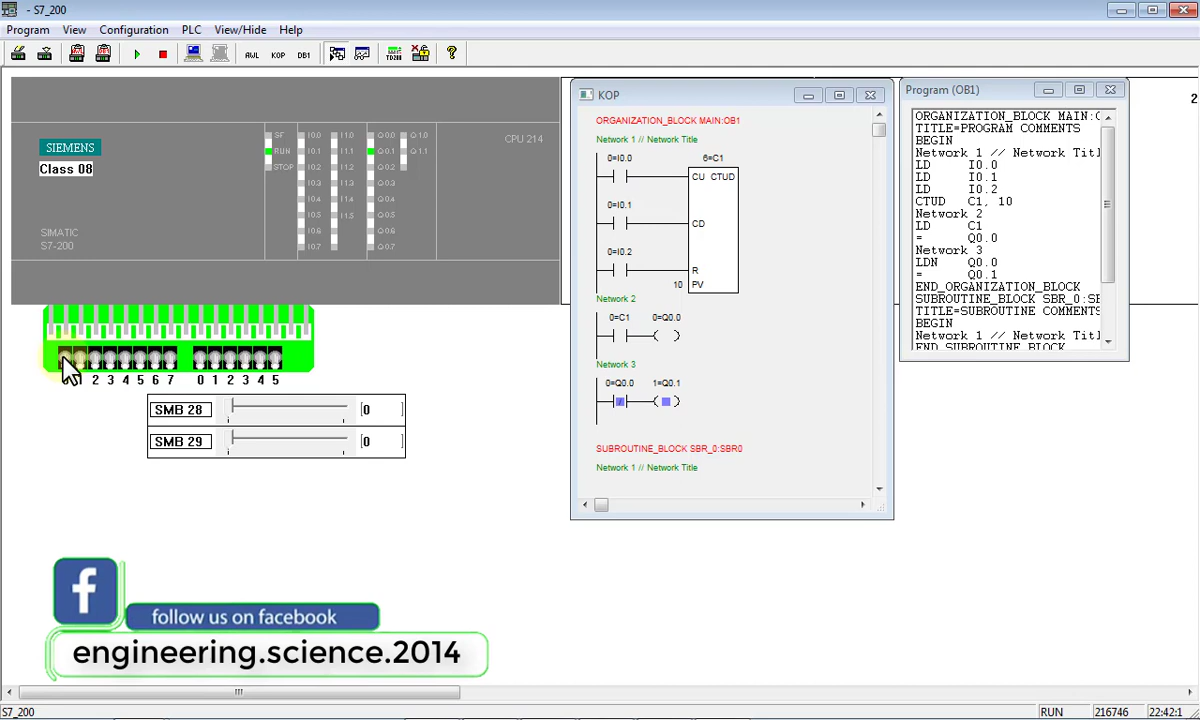 - S7_200
Program View Configuration PLC View/Hide Help
AWL KOP DB1
SIEMENS
Class 08
SIMATIC
S7-200
SF
RUN
STOP
I0.0
I0.1
I0.2
I0.3
I0.4
I0.5
I0.6
I0.7
I1.0
I1.1
I1.2
I1.3
I1.4
I1.5
Q0.0
Q0.1
Q0.2
Q0.3
Q0.4
Q0.5
Q0.6
Q0.7
Q1.0
Q1.1
CPU 214
2
1 2 3 4 5 6 7 0 1 2 3 4 5
SMB 28 [0 ]
SMB 29 [0 ]
KOP
ORGANIZATION_BLOCK MAIN:OB1
Network 1 // Network Title
0=I0.0 6=C1
CU CTUD
0=I0.1
CD
0=I0.2
R
10 PV
Network 2
0=C1 0=Q0.0
Network 3
0=Q0.0 1=Q0.1
SUBROUTINE_BLOCK SBR_0:SBR0
Network 1 // Network Title
Program (OB1)
ORGANIZATION_BLOCK MAIN:
TITLE=PROGRAM COMMENTS
BEGIN
Network 1 // Network Titl
LD I0.0
LD I0.1
LD I0.2
CTUD C1, 10
Network 2
LD C1
= Q0.0
Network 3
LDN Q0.0
= Q0.1
END_ORGANIZATION_BLOCK
SUBROUTINE_BLOCK SBR_0:SB
TITLE=SUBROUTINE COMMENTS
BEGIN
Network 1 // Network Titl
END_SUBROUTINE_BLOCK
f
follow us on facebook
engineering.science.2014
S7_200
RUN 216746 22:42:1